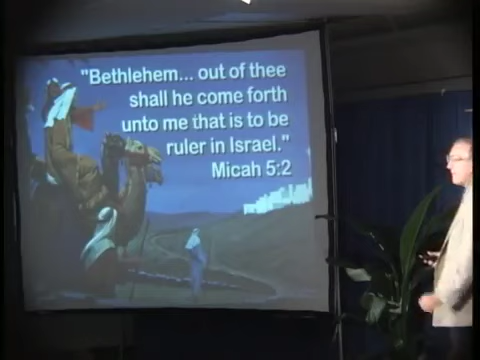 "Bethlehem... out of thee
shall he come forth
unto me that is to be
ruler in Israel."
Micah 5:2